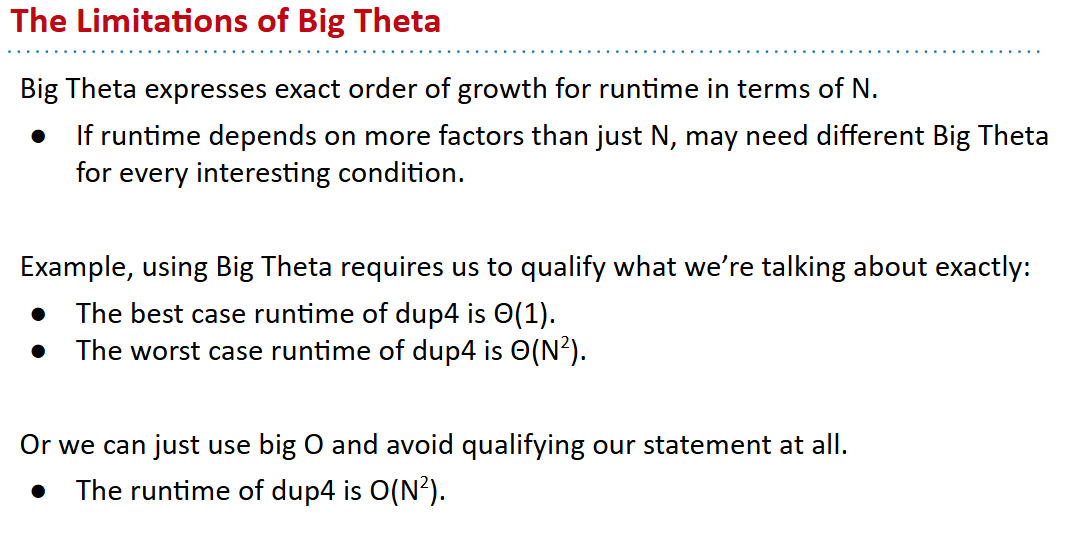 The Limitations of Big Theta
Big Theta expresses exact order of growth for runtime in terms of N.
● If runtime depends on more factors than just N, may need different Big Theta
for every interesting condition.
Example, using Big Theta requires us to qualify what we’re talking about exactly:
● The best case runtime of dup4 is Θ(1).
● The worst case runtime of dup4 is Θ(N²).
Or we can just use big O and avoid qualifying our statement at all.
● The runtime of dup4 is O(N²).